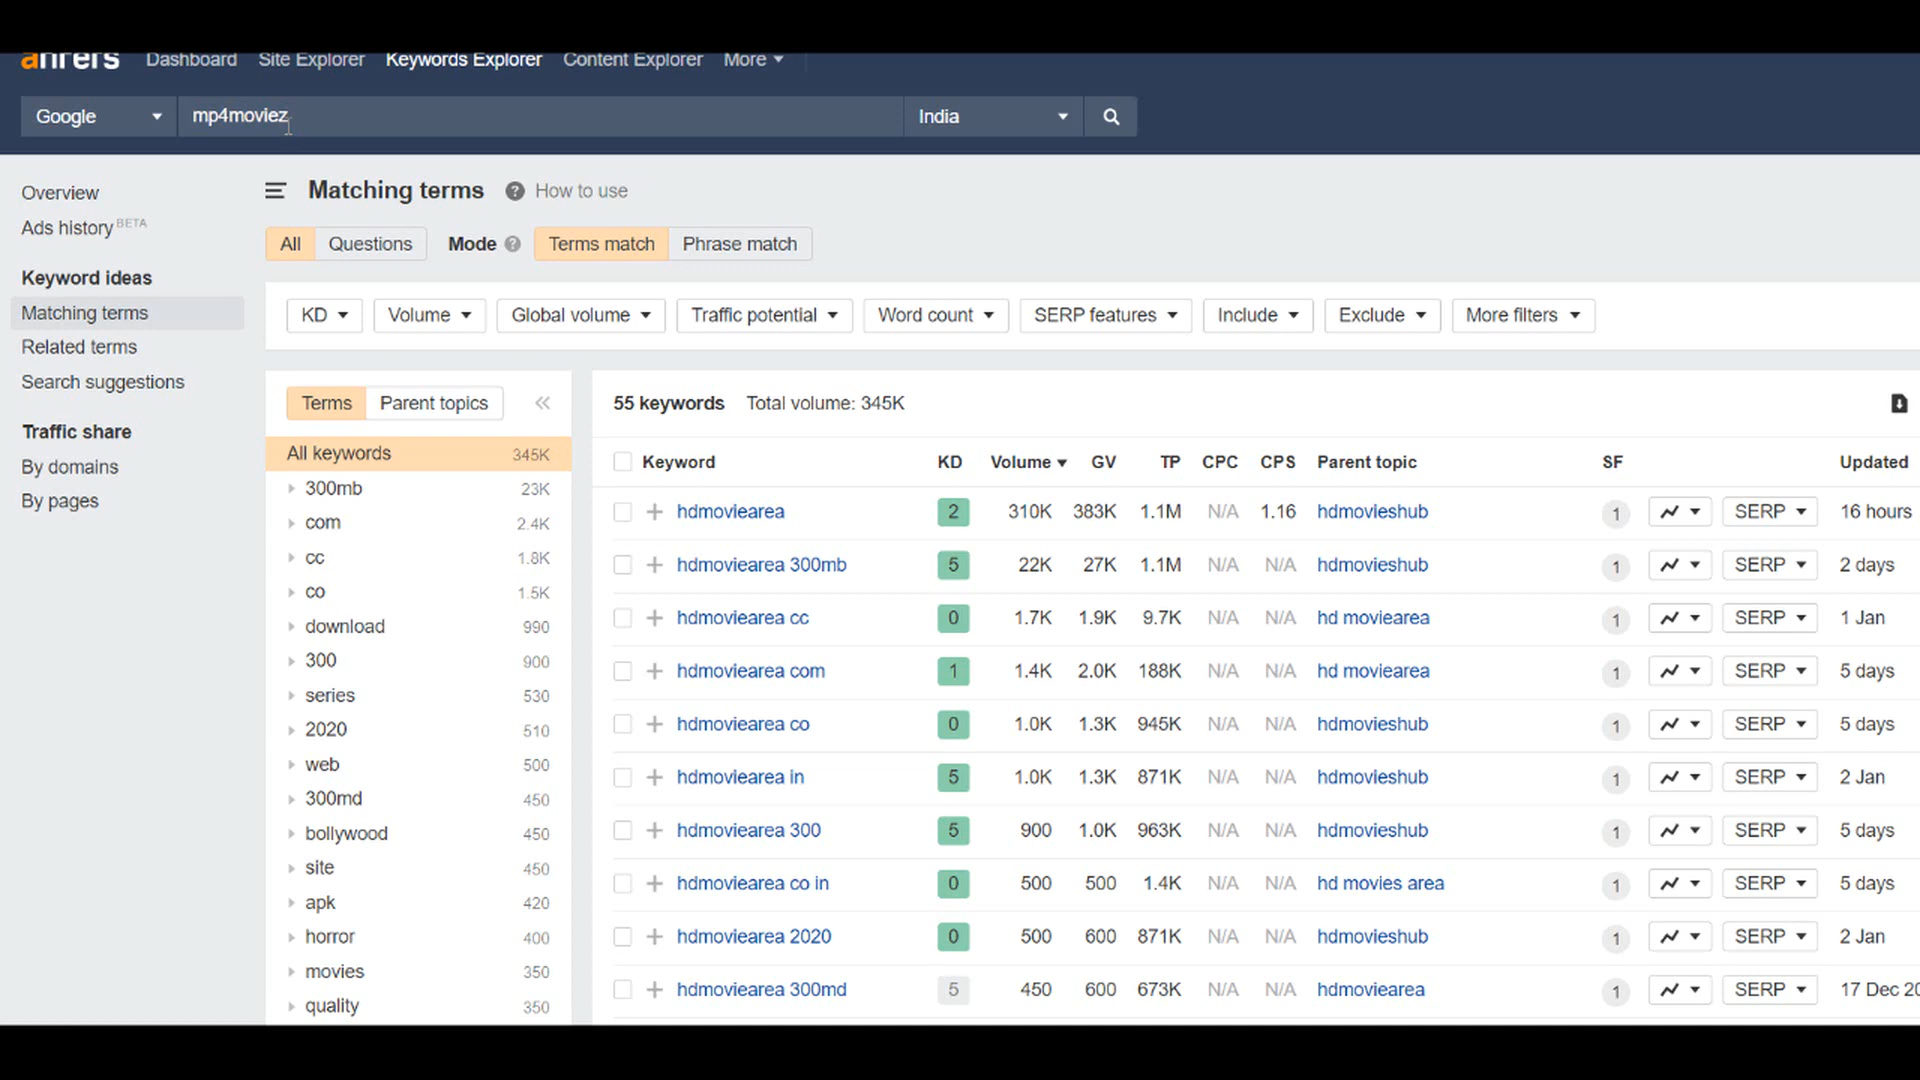 ahrefs Dashboard Site Explorer Keywords Explorer Content Explorer More
Google mp4moviez India
Overview
Ads history BETA
Keyword ideas
Matching terms
Related terms
Search suggestions
Traffic share
By domains
By pages
Matching terms ? How to use
All Questions Mode ? Terms match Phrase match
KD Volume Global volume Traffic potential Word count SERP features Include Exclude More filters
Terms Parent topics
All keywords 345K
300mb 23K
com 2.4K
cc 1.8K
co 1.5K
download 990
300 900
series 530
2020 510
web 500
300md 450
bollywood 450
site 450
apk 420
horror 400
movies 350
quality 350
55 keywords Total volume: 345K
Keyword KD Volume GV TP CPC CPS Parent topic SF Updated
hdmoviearea 2 310K 383K 1.1M N/A 1.16 hdmovieshub 1 SERP 16 hours
hdmoviearea 300mb 5 22K 27K 1.1M N/A N/A hdmovieshub 1 SERP 2 days
hdmoviearea cc 0 1.7K 1.9K 9.7K N/A N/A hd moviearea 1 SERP 1 Jan
hdmoviearea com 1 1.4K 2.0K 188K N/A N/A hd moviearea 1 SERP 5 days
hdmoviearea co 0 1.0K 1.3K 945K N/A N/A hdmovieshub 1 SERP 5 days
hdmoviearea in 5 1.0K 1.3K 871K N/A N/A hdmovieshub 1 SERP 2 Jan
hdmoviearea 300 5 900 1.0K 963K N/A N/A hdmovieshub 1 SERP 5 days
hdmoviearea co in 0 500 500 1.4K N/A N/A hd movies area 1 SERP 5 days
hdmoviearea 2020 0 500 600 871K N/A N/A hdmovieshub 1 SERP 2 Jan
hdmoviearea 300md 5 450 600 673K N/A N/A hdmoviearea 1 SERP 17 Dec 20